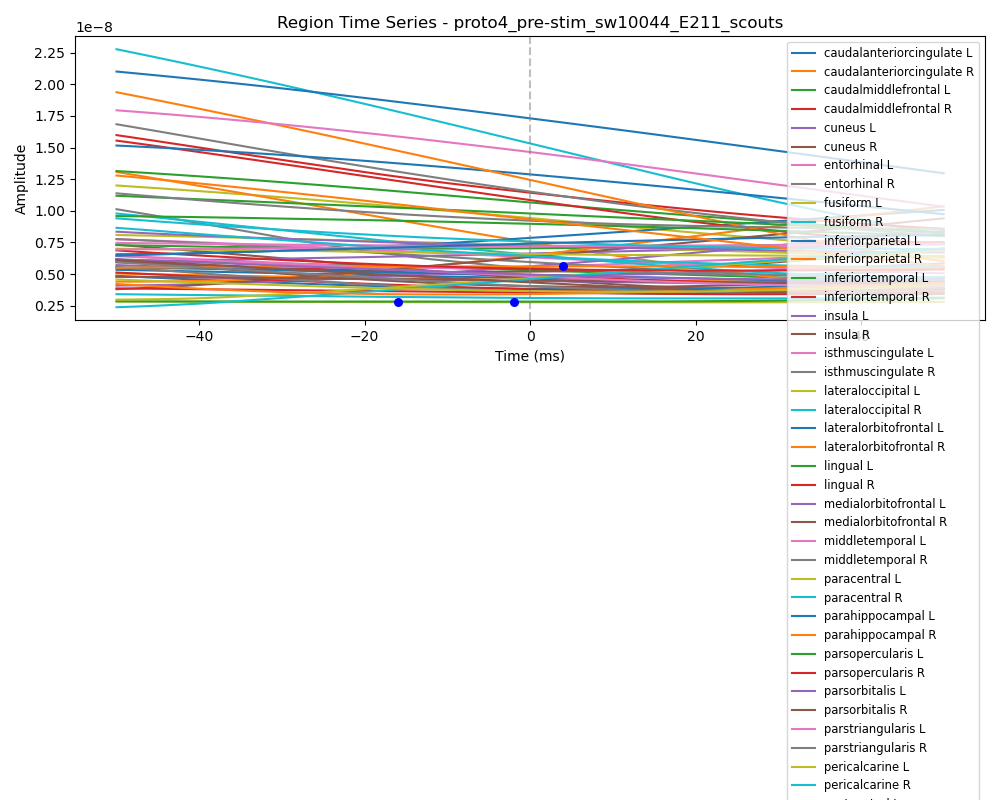 Region Time Series - proto4_pre-stim_sw10044_E211_scouts
1e−8
2.25
2.00
1.75
1.50
1.25
1.00
0.75
0.50
0.25
Amplitude
−40
−20
0
20
Time (ms)
caudalanteriorcingulate L
caudalanteriorcingulate R
caudalmiddlefrontal L
caudalmiddlefrontal R
cuneus L
cuneus R
entorhinal L
entorhinal R
fusiform L
fusiform R
inferiorparietal L
inferiorparietal R
inferiortemporal L
inferiortemporal R
insula L
insula R
isthmuscingulate L
isthmuscingulate R
lateraloccipital L
lateraloccipital R
lateralorbitofrontal L
lateralorbitofrontal R
lingual L
lingual R
medialorbitofrontal L
medialorbitofrontal R
middletemporal L
middletemporal R
paracentral L
paracentral R
parahippocampal L
parahippocampal R
parsopercularis L
parsopercularis R
parsorbitalis L
parsorbitalis R
parstriangularis L
parstriangularis R
pericalcarine L
pericalcarine R